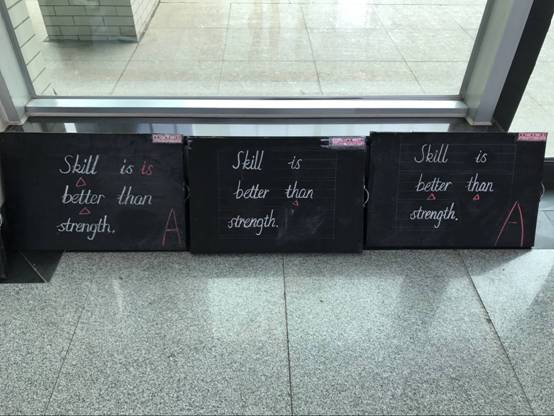 Skill is is
better than
strength.
A
Skill is
better than
strength.
Skill is
better than
strength.
A